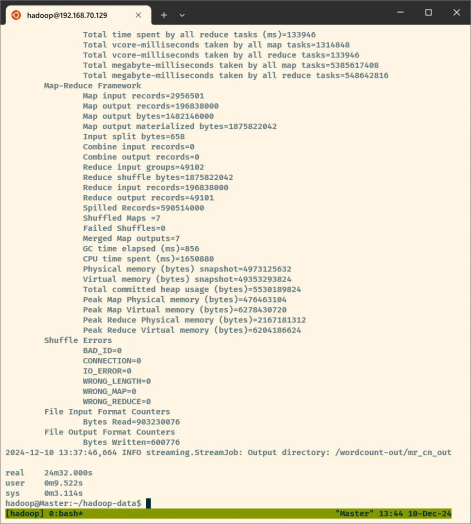 hadoop@192.168.70.129
Total time spent by all reduce tasks (ms)=133946
Total vcore-milliseconds taken by all map tasks=1314848
Total vcore-milliseconds taken by all reduce tasks=133946
Total megabyte-milliseconds taken by all map tasks=5385617408
Total megabyte-milliseconds taken by all reduce tasks=548642816
Map-Reduce Framework
Map input records=2956501
Map output records=196838000
Map output bytes=1482146000
Map output materialized bytes=1875822042
Input split bytes=658
Combine input records=0
Combine output records=0
Reduce input groups=49102
Reduce shuffle bytes=1875822042
Reduce input records=196838000
Reduce output records=49101
Spilled Records=590514000
Shuffled Maps =7
Failed Shuffles=0
Merged Map outputs=7
GC time elapsed (ms)=856
CPU time spent (ms)=1650880
Physical memory (bytes) snapshot=4973125632
Virtual memory (bytes) snapshot=49353293824
Total committed heap usage (bytes)=5530189824
Peak Map Physical memory (bytes)=476463104
Peak Map Virtual memory (bytes)=6278430720
Peak Reduce Physical memory (bytes)=2167181312
Peak Reduce Virtual memory (bytes)=6204186624
Shuffle Errors
BAD_ID=0
CONNECTION=0
IO_ERROR=0
WRONG_LENGTH=0
WRONG_MAP=0
WRONG_REDUCE=0
File Input Format Counters
Bytes Read=903230076
File Output Format Counters
Bytes Written=600776
2024-12-10 13:37:46,664 INFO streaming.StreamJob: Output directory: /wordcount-out/mr_cn_out
real 24m32.000s
user 0m9.522s
sys 0m3.114s
hadoop@Master:~/hadoop-data$
[hadoop] 0:bash* "Master" 13:44 10-Dec-24